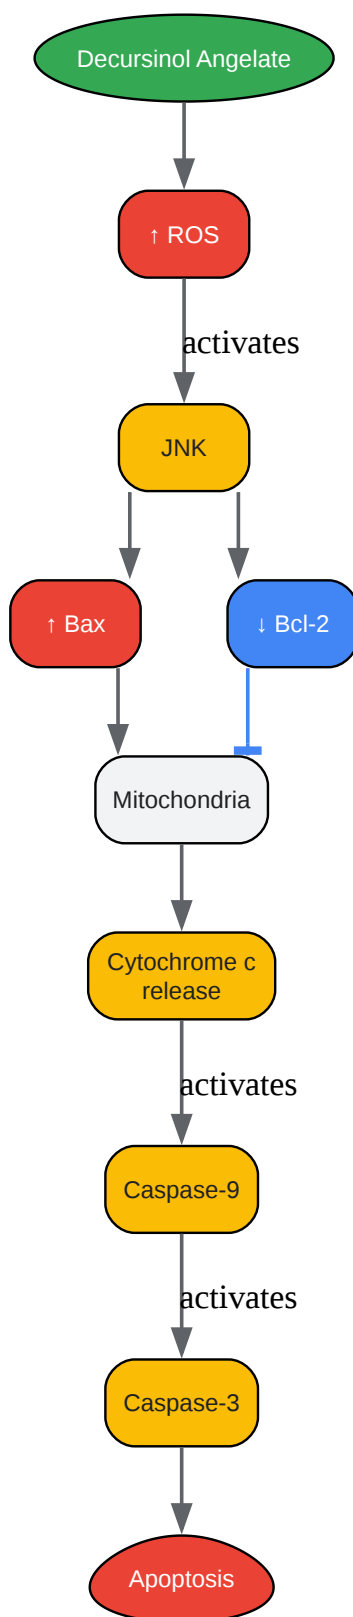 Decursinol Angelate
↑ ROS
activates
JNK
↑ Bax
↓ Bcl-2
Mitochondria
Cytochrome c
release
activates
Caspase-9
activates
Caspase-3
Apoptosis